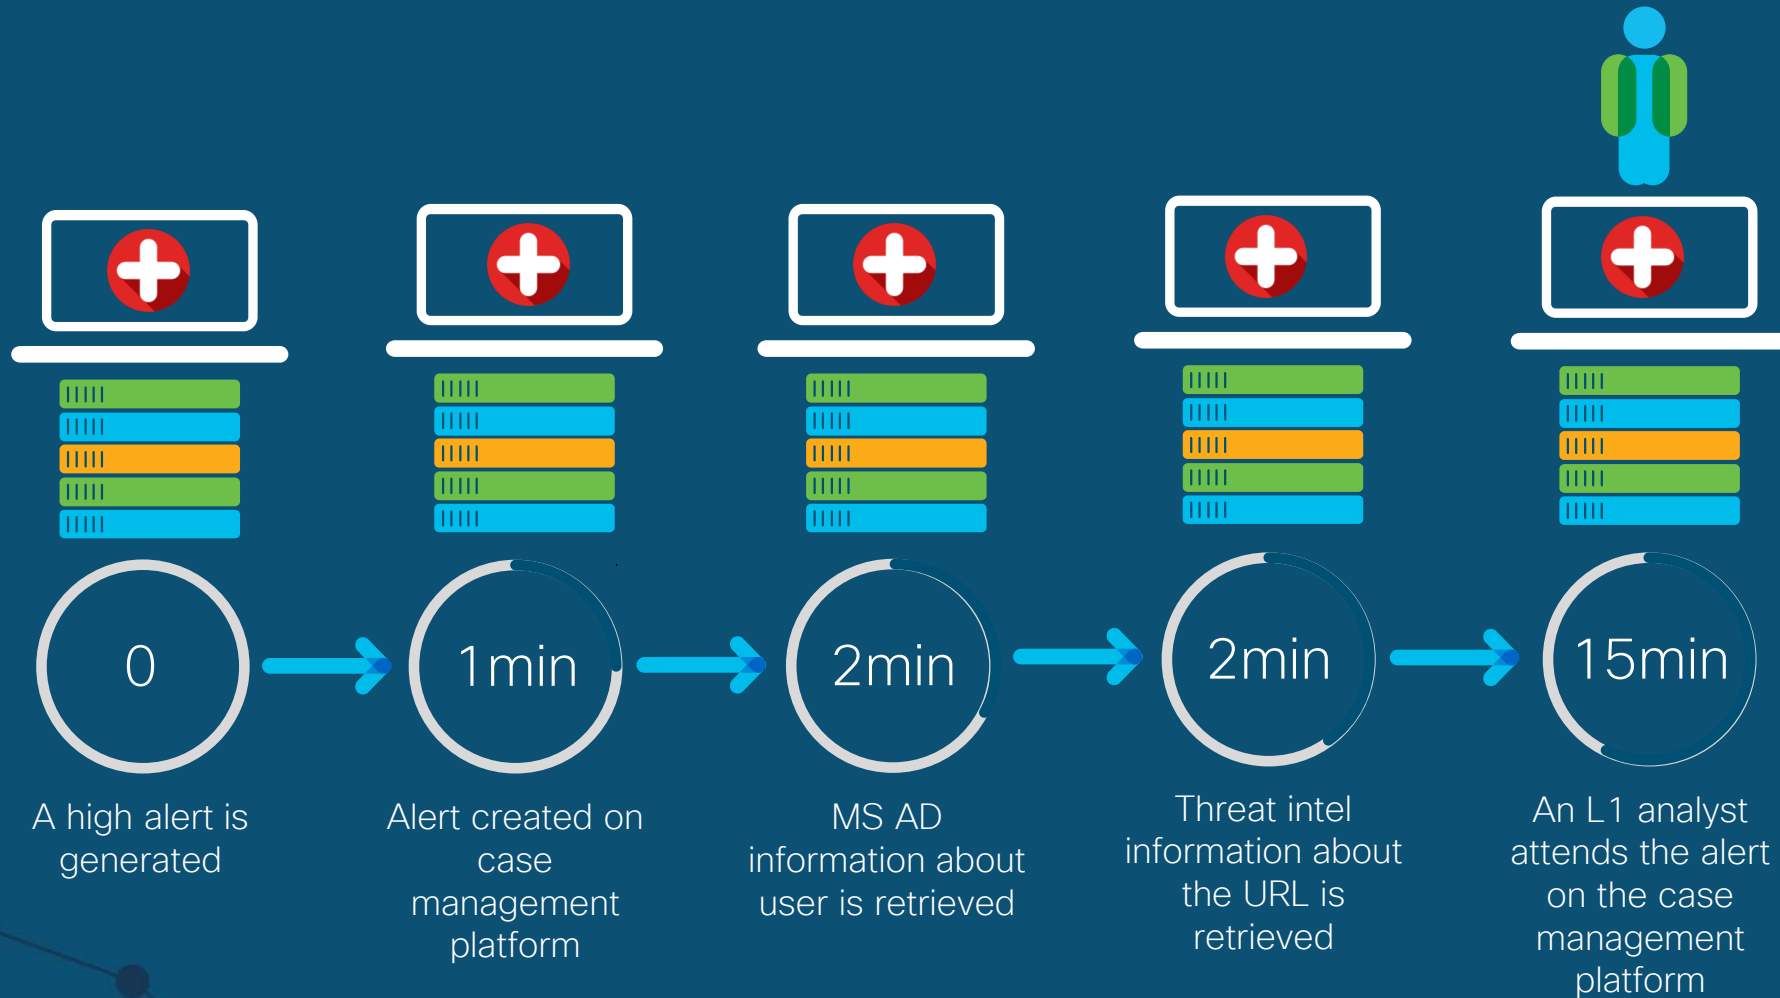 0
1min
2min
2min
15min
A high alert is
generated
Alert created on
case
management
platform
MS AD
information about
user is retrieved
Threat intel
information about
the URL is
retrieved
An L1 analyst
attends the alert
on the case
management
platform